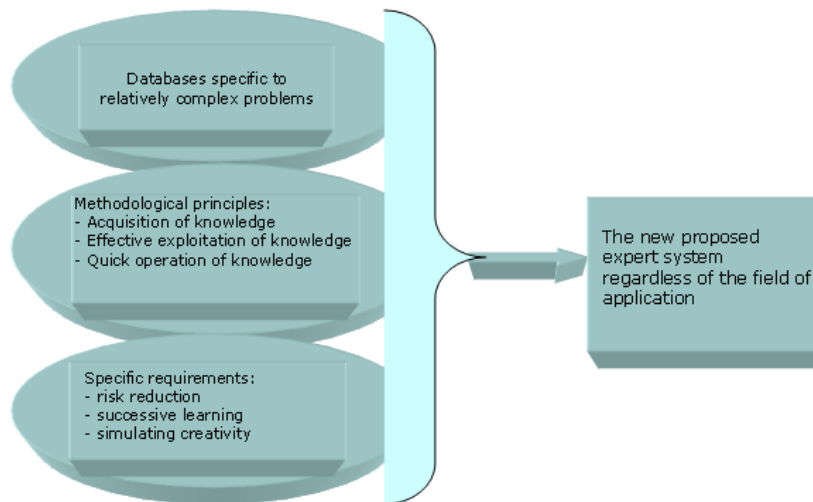 Databases specific to
relatively complex problems
Methodological principles:
- Acquisition of knowledge
- Effective exploitation of knowledge
- Quick operation of knowledge
Specific requirements:
- risk reduction
- successive learning
- simulating creativity
The new proposed
expert system
regardless of the field of
application